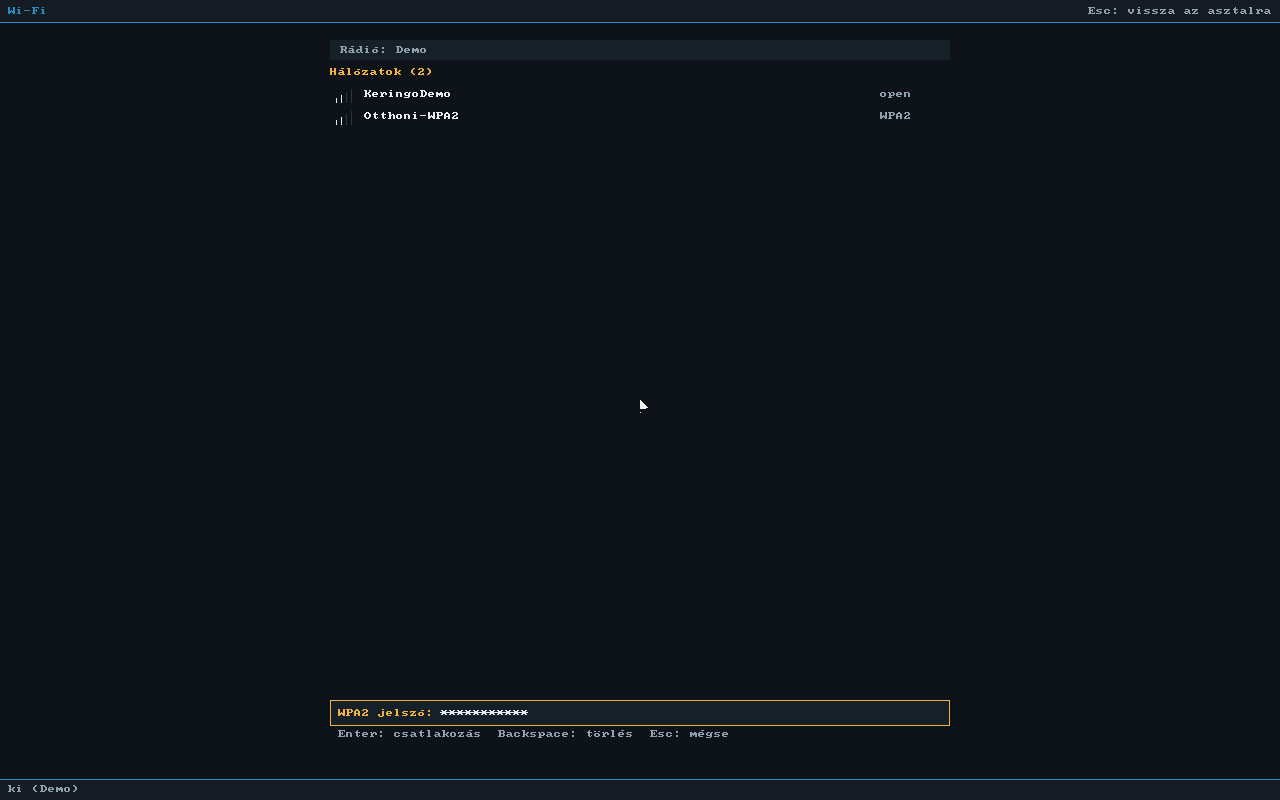 Wi-Fi
Esc: vissza az asztalra
Rádió: Demo
Hálózatok (2)
KeringoDemo open
Otthoni-WPA2 WPA2
WPA2 jelszó: ***********
Enter: csatlakozás Backspace: törlés Esc: mégse
ki (Demo)